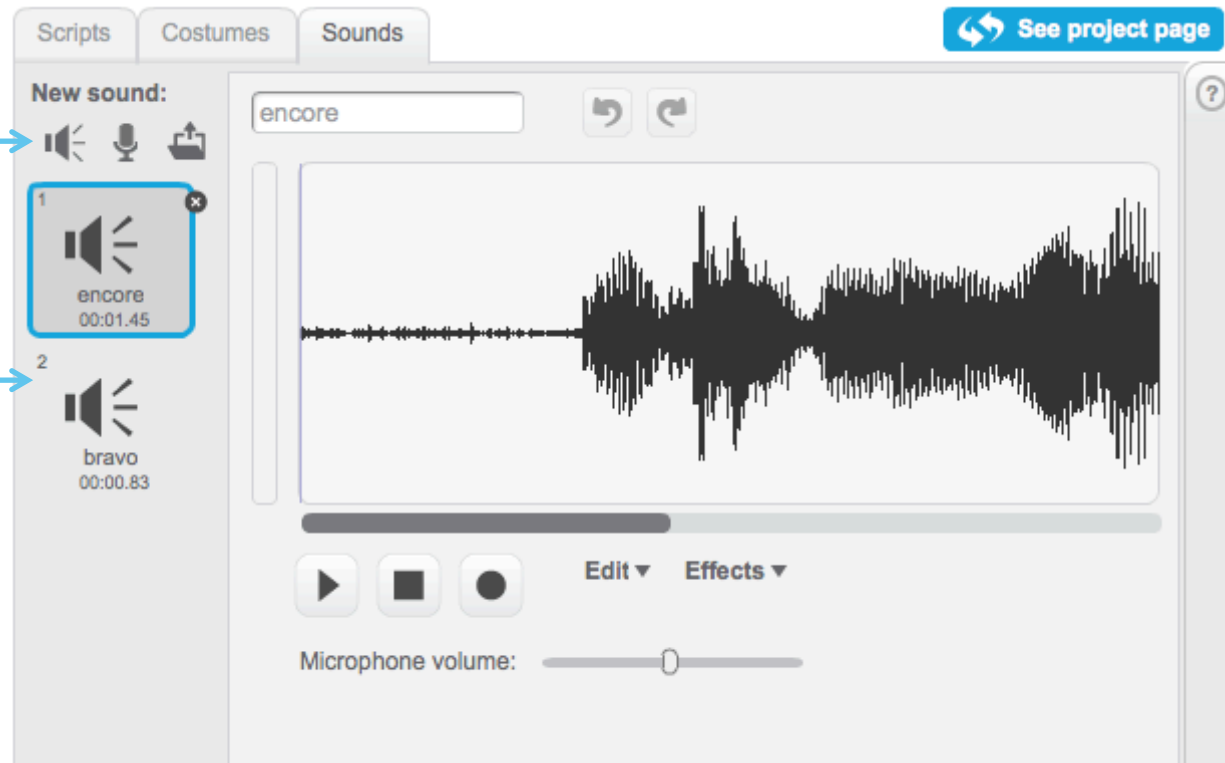 Scripts Costumes Sounds See project page
New sound:
encore
?
1
encore
00:01.45
2
bravo
00:00.83
Edit Effects
Microphone volume: